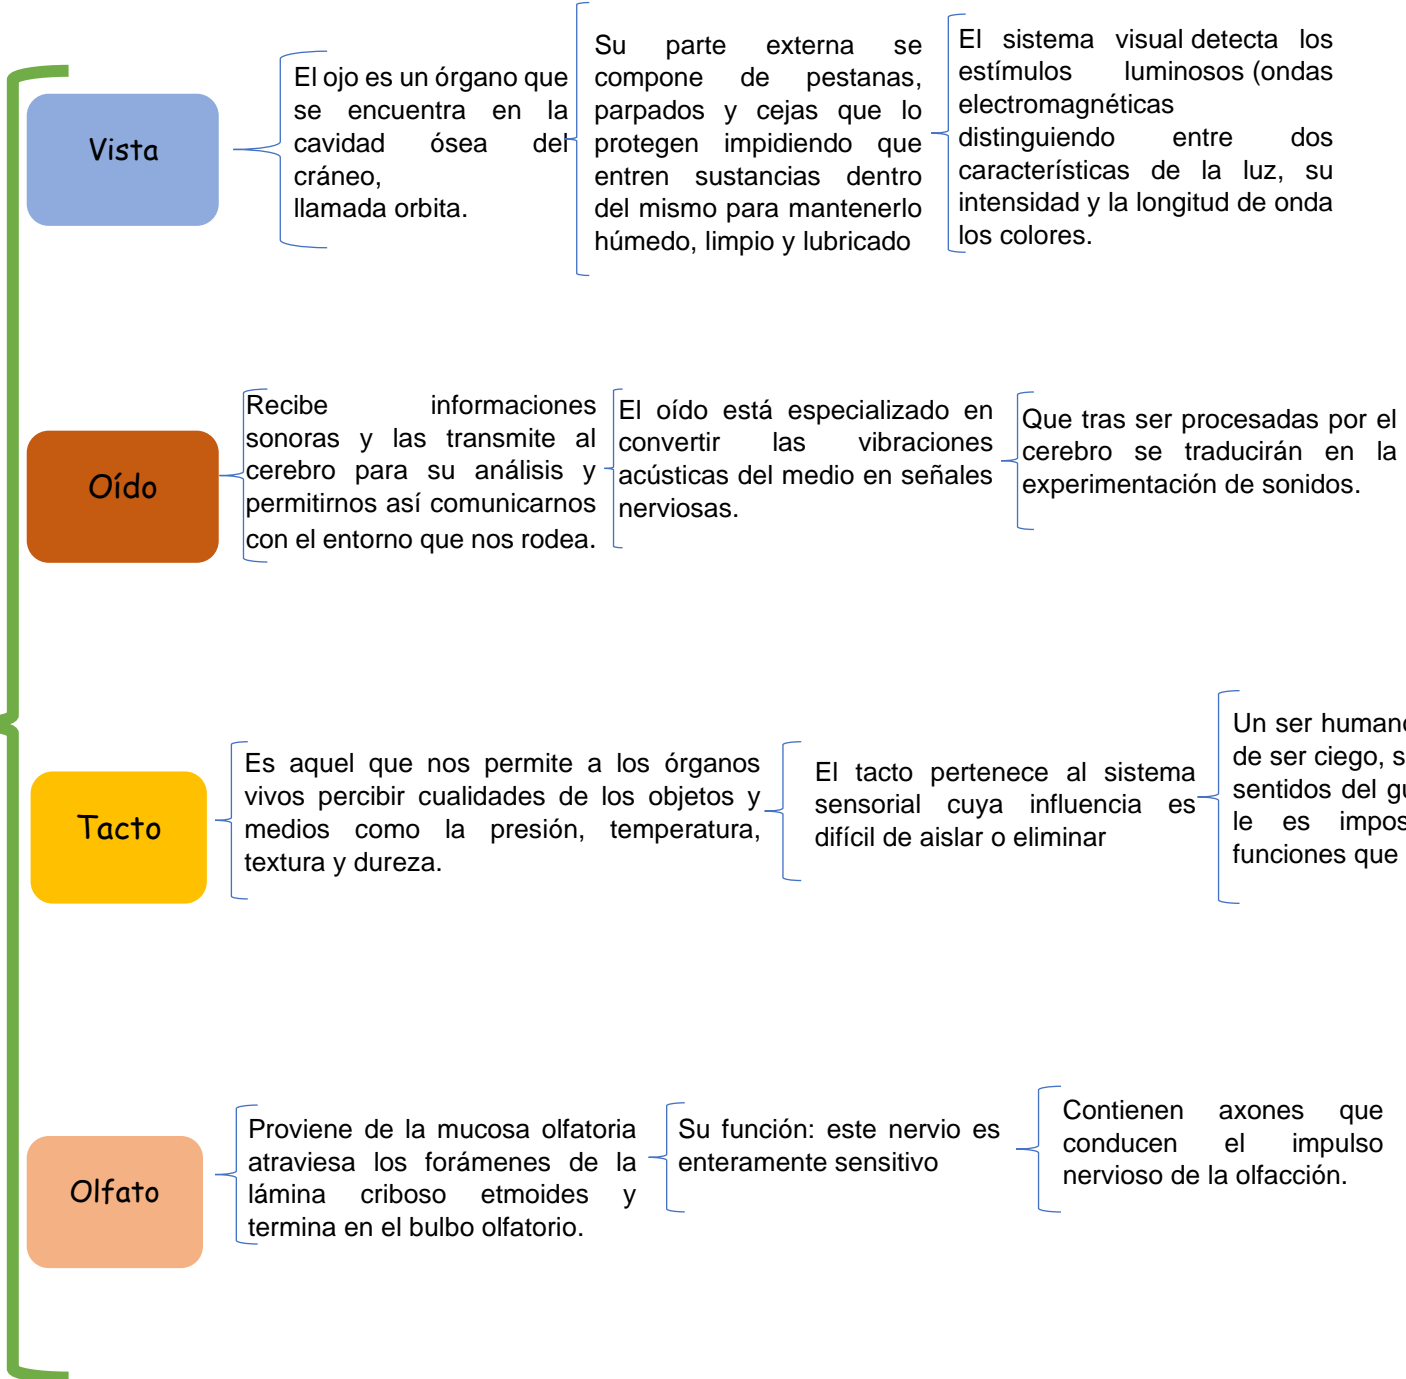 Vista
El ojo es un órgano que
se encuentra en la
cavidad ósea del
cráneo,
llamada orbita.
Su parte externa se
compone de pestanas,
parpados y cejas que lo
protegen impidiendo que
entren sustancias dentro
del mismo para mantenerlo
húmedo, limpio y lubricado
El sistema visual detecta los
estímulos luminosos (ondas
electromagnéticas
distinguiendo entre dos
características de la luz, su
intensidad y la longitud de onda
los colores.
Oído
Recibe informaciones
sonoras y las transmite al
cerebro para su análisis y
permitirnos así comunicarnos
con el entorno que nos rodea.
El oído está especializado en
convertir las vibraciones
acústicas del medio en señales
nerviosas.
Que tras ser procesadas por el
cerebro se traducirán en la
experimentación de sonidos.
Tacto
Es aquel que nos permite a los órganos
vivos percibir cualidades de los objetos y
medios como la presión, temperatura,
textura y dureza.
El tacto pertenece al sistema
sensorial cuya influencia es
difícil de aislar o eliminar
Un ser human
de ser ciego, s
sentidos del g
le es impos
funciones que
Olfato
Proviene de la mucosa olfatoria
atraviesa los forámenes de la
lámina criboso etmoides y
termina en el bulbo olfatorio.
Su función: este nervio es
enteramente sensitivo
Contienen axones que
conducen el impulso
nervioso de la olfacción.